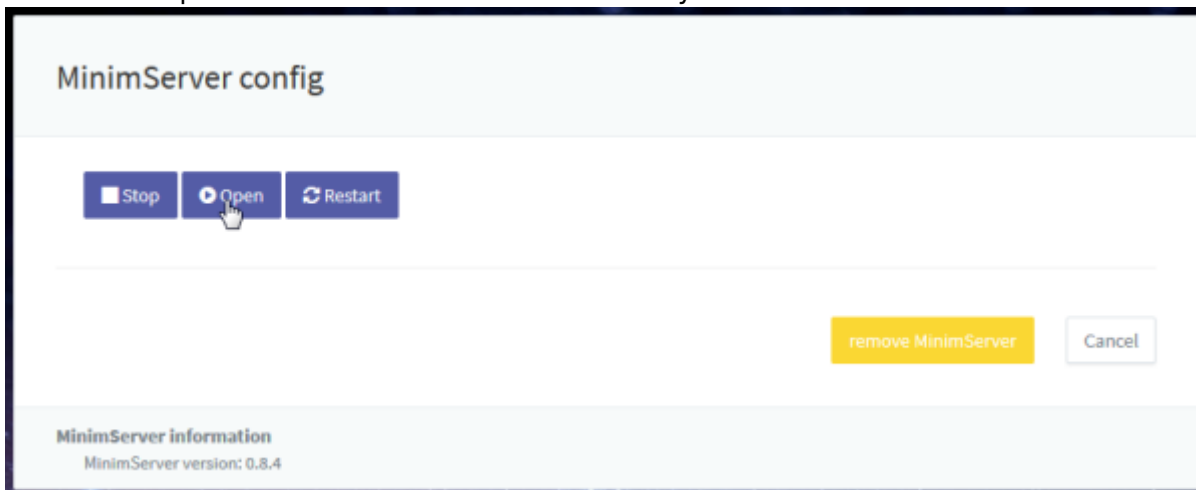 MinimServer config
Stop Open Restart
remove MinimServer Cancel
MinimServer information
MinimServer version: 0.8.4